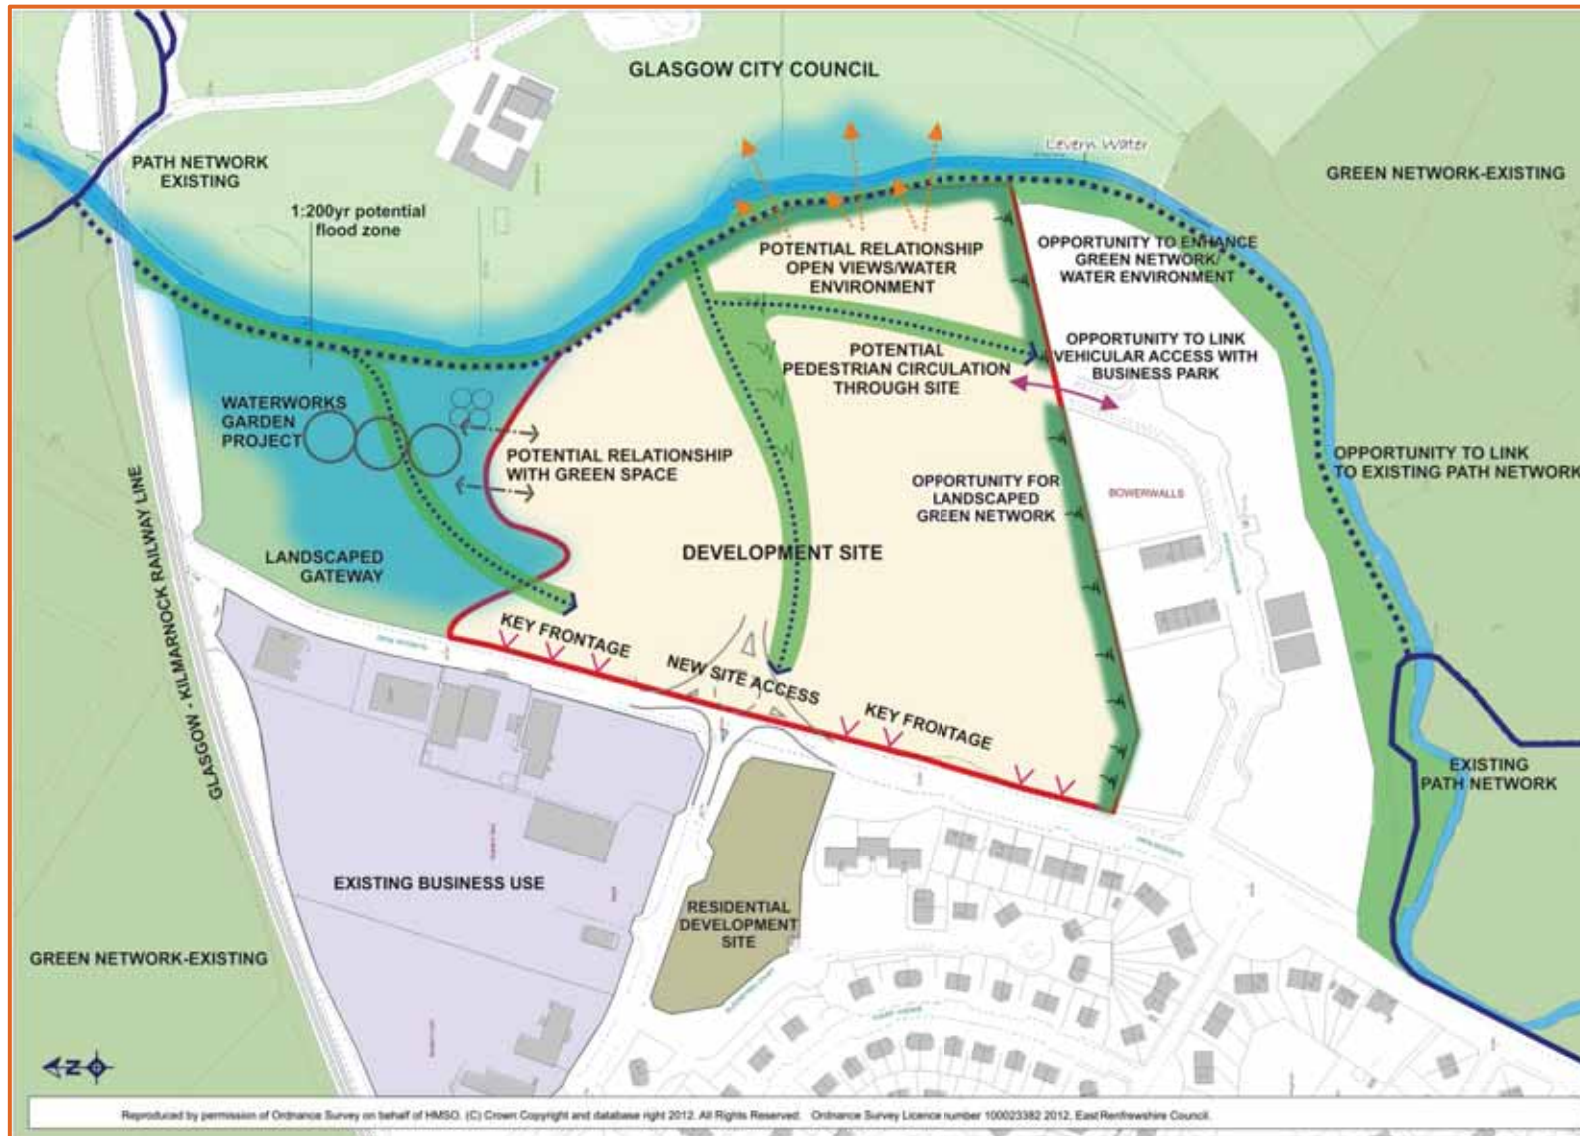 GLASGOW CITY COUNCIL
Levern Water
PATH NETWORK
EXISTING
GREEN NETWORK-EXISTING
1:200yr potential
flood zone
POTENTIAL RELATIONSHIP
OPEN VIEWS/WATER
ENVIRONMENT
OPPORTUNITY TO ENHANCE
GREEN NETWORK/
WATER ENVIRONMENT
POTENTIAL
PEDESTRIAN CIRCULATION
THROUGH SITE
OPPORTUNITY TO LINK
VEHICULAR ACCESS WITH
BUSINESS PARK
WATERWORKS
GARDEN
PROJECT
POTENTIAL RELATIONSHIP
WITH GREEN SPACE
OPPORTUNITY TO LINK
TO EXISTING PATH NETWORK
OPPORTUNITY FOR
LANDSCAPED
GREEN NETWORK
BOWERWALLS
GLASGOW - KILMARNOCK RAILWAY LINE
LANDSCAPED
GATEWAY
DEVELOPMENT SITE
KEY FRONTAGE
NEW SITE ACCESS
KEY FRONTAGE
EXISTING
PATH NETWORK
EXISTING BUSINESS USE
RESIDENTIAL
DEVELOPMENT
SITE
GREEN NETWORK-EXISTING
N
Reproduced by permission of Ordnance Survey on behalf of HMSO. (C) Crown Copyright and database right 2012. All Rights Reserved. Ordnance Survey Licence number 100023382 2012, East Renfrewshire Council.